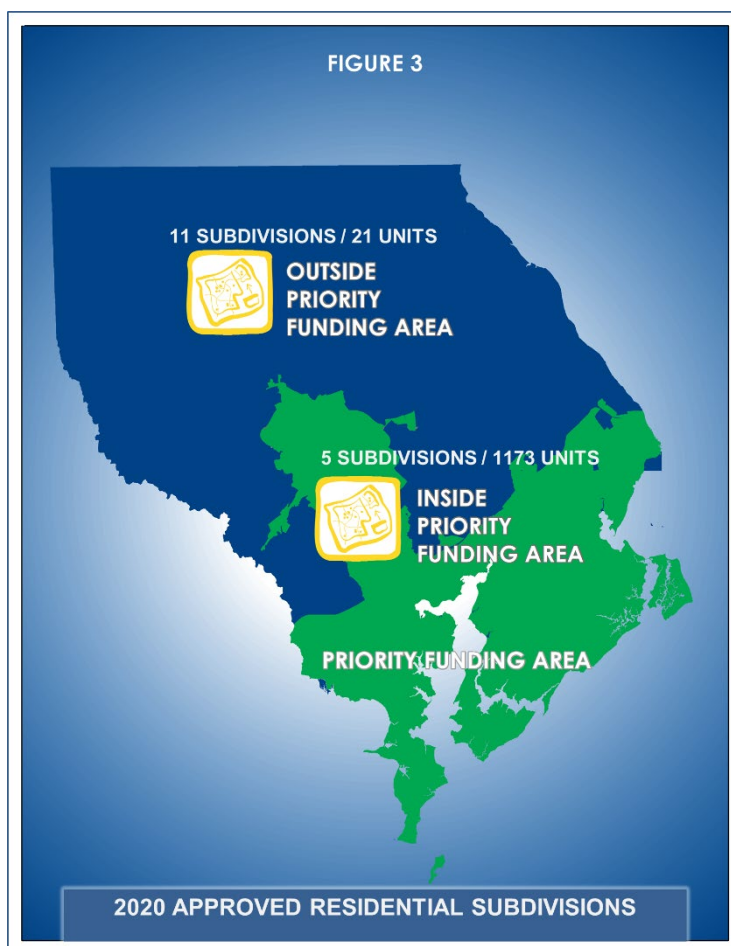 FIGURE 3
11 SUBDIVISIONS / 21 UNITS
OUTSIDE
PRIORITY
FUNDING AREA
5 SUBDIVISIONS / 1173 UNITS
INSIDE
PRIORITY
FUNDING AREA
PRIORITY FUNDING AREA
2020 APPROVED RESIDENTIAL SUBDIVISIONS